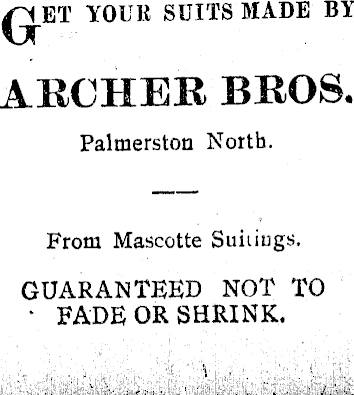 GET YOUR SUITS MADE BY
ARCHER BROS.
Palmerston North.
From Mascotte Suitings.
GUARANTEED NOT TO
FADE OR SHRINK.